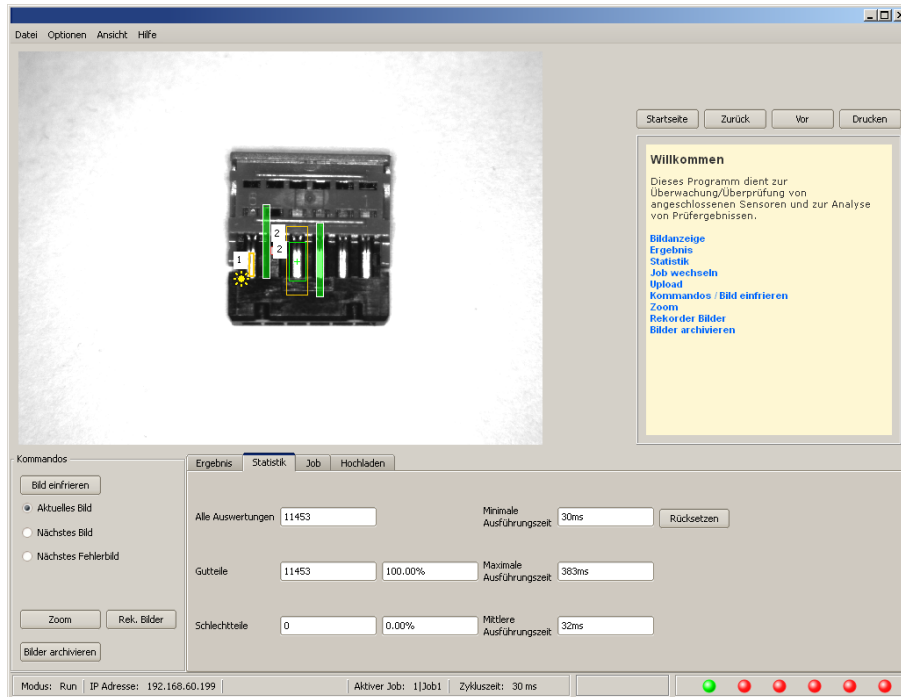 Datei Optionen Ansicht Hilfe
Startseite Zurück Vor Drucken
Willkommen
Dieses Programm dient zur
Überwachung/Überprüfung von
angeschlossenen Sensoren und zur Analyse
von Prüfergebnissen.
Bildanzeige
Ergebnis
Statistik
Job wechseln
Upload
Kommandos / Bild einfrieren
Zoom
Rekorder Bilder
Bilder archivieren
2
2
1
Kommandos
Bild einfrieren
Aktuelles Bild
Nächstes Bild
Nächstes Fehlerbild
Zoom Rek. Bilder
Bilder archivieren
Ergebnis Statistik Job Hochladen
Alle Auswertungen 11453
Minimale
Ausführungszeit 30ms
Rücksetzen
Gutteile 11453 100.00%
Maximale
Ausführungszeit 383ms
Schlechtteile 0 0.00%
Mittlere
Ausführungszeit 32ms
Modus: Run IP Adresse: 192.168.60.199 Aktiver Job: 1|Job1 Zykluszeit: 30 ms